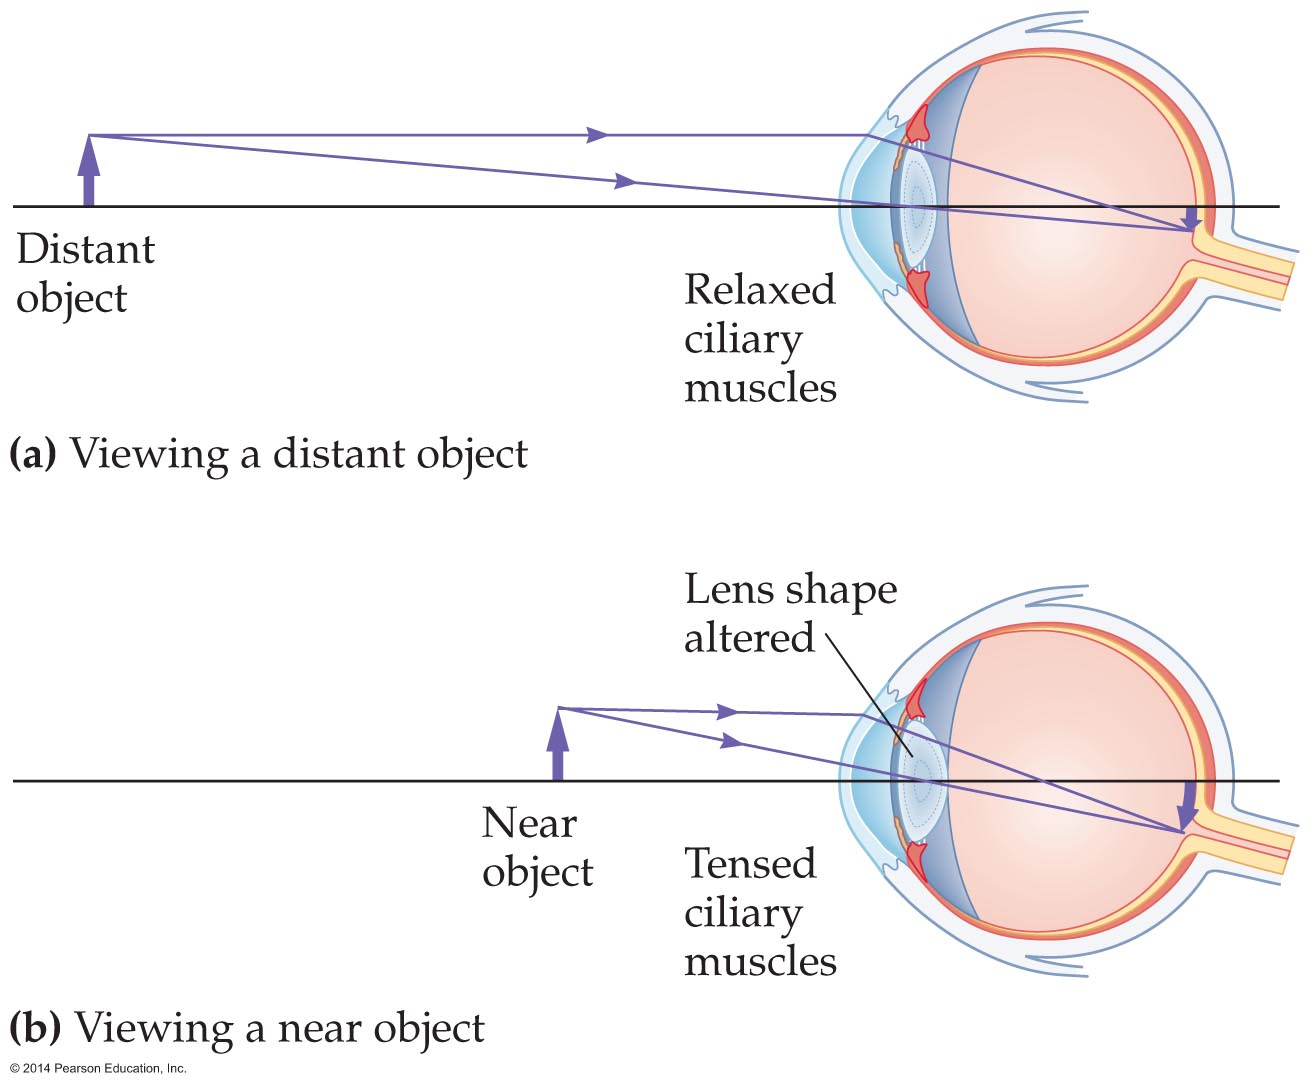 Distant
object
Relaxed
ciliary
muscles
(a) Viewing a distant object
Lens shape
altered
Near
object
Tensed
ciliary
muscles
(b) Viewing a near object
© 2014 Pearson Education, Inc.